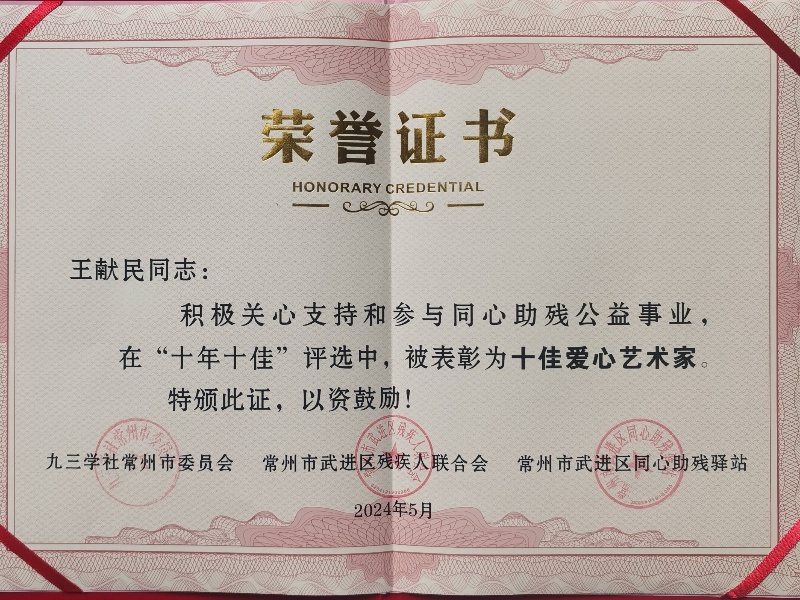 荣誉证书
HONORARY CREDENTIAL
王献民同志：
积极关心支持和参与同心助残公益事业，
在“十年十佳”评选中，被表彰为十佳爱心艺术家。
特颁此证，以资鼓励！
九三学社常州市委员会 常州市武进区残疾人联合会 常州市武进区同心助残驿站
2024年5月